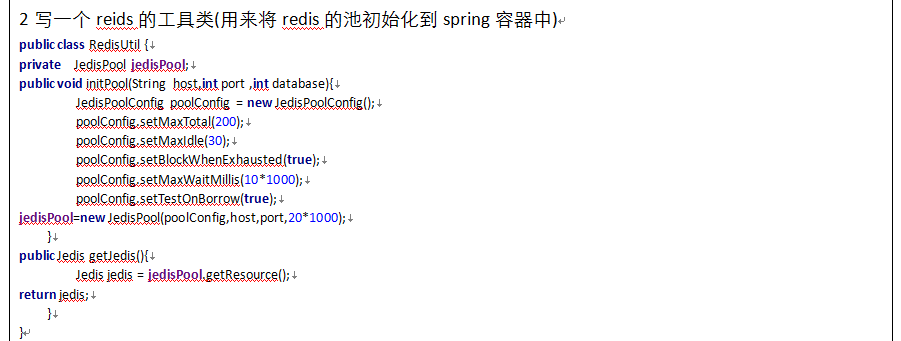 2 写一个 reids 的工具类(用来将 redis 的池初始化到 spring 容器中)
public class RedisUtil {
private JedisPool jedisPool;
public void initPool(String host,int port ,int database){
JedisPoolConfig poolConfig = new JedisPoolConfig();
poolConfig.setMaxTotal(200);
poolConfig.setMaxIdle(30);
poolConfig.setBlockWhenExhausted(true);
poolConfig.setMaxWaitMillis(10*1000);
poolConfig.setTestOnBorrow(true);
jedisPool=new JedisPool(poolConfig,host,port,20*1000);
}
public Jedis getJedis(){
Jedis jedis = jedisPool.getResource();
return jedis;
}
}